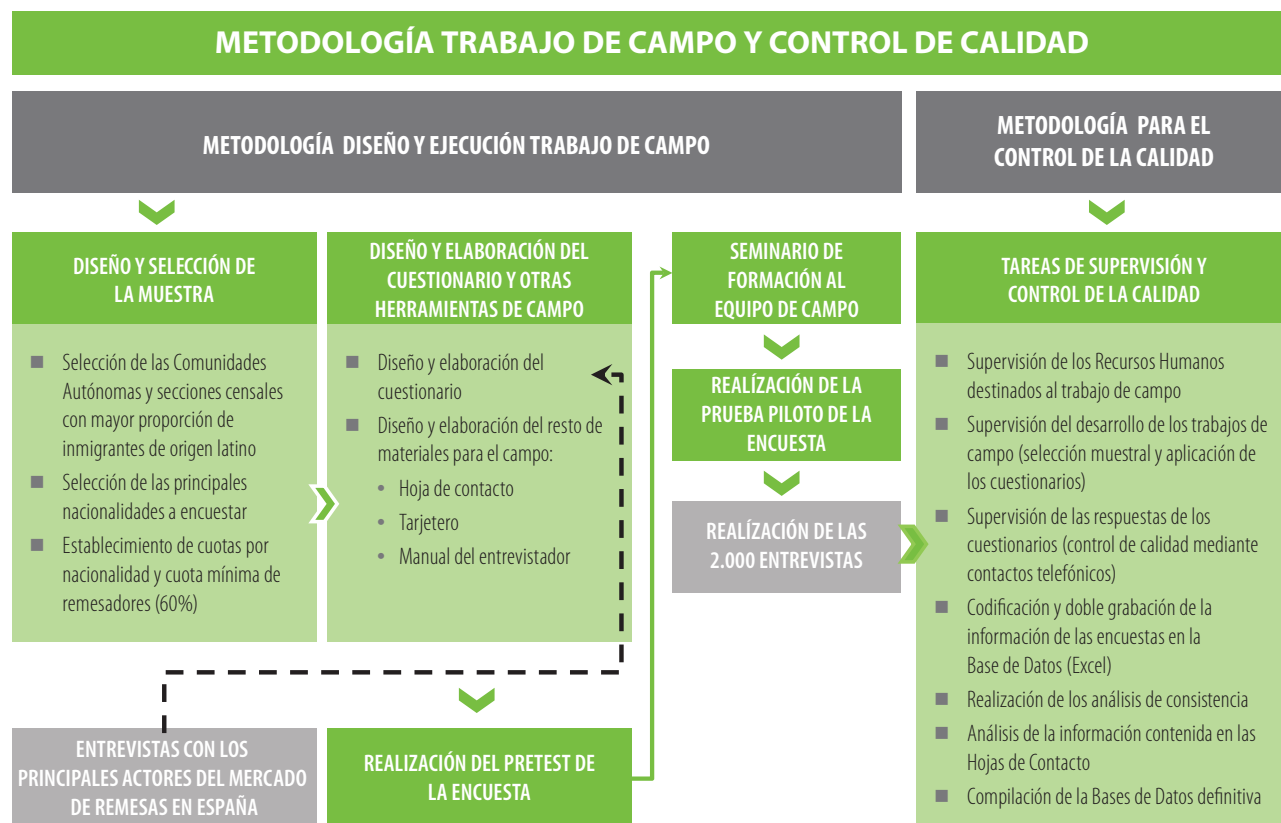 METODOLOGÍA TRABAJO DE CAMPO Y CONTROL DE CALIDAD
METODOLOGÍA DISEÑO Y EJECUCIÓN TRABAJO DE CAMPO
METODOLOGÍA PARA EL
CONTROL DE LA CALIDAD
DISEÑO Y SELECCIÓN DE
LA MUESTRA
■ Selección de las Comunidades
Autónomas y secciones censales
con mayor proporción de
inmigrantes de origen latino
■ Selección de las principales
nacionalidades a encuestar
■ Establecimiento de cuotas por
nacionalidad y cuota mínima de
remesadores (60%)
ENTREVISTAS CON LOS
PRINCIPALES ACTORES DEL MERCADO
DE REMESAS EN ESPAÑA
DISEÑO Y ELABORACIÓN DEL
CUESTIONARIO Y OTRAS
HERRAMIENTAS DE CAMPO
■ Diseño y elaboración del
cuestionario
■ Diseño y elaboración del resto de
materiales para el campo:
• Hoja de contacto
• Tarjetero
• Manual del entrevistador
REALIZACIÓN DEL PRETEST DE
LA ENCUESTA
SEMINARIO DE
FORMACIÓN AL
EQUIPO DE CAMPO
REALÍZACIÓN DE LA
PRUEBA PILOTO DE LA
ENCUESTA
REALÍZACIÓN DE LAS
2.000 ENTREVISTAS
TAREAS DE SUPERVISIÓN Y
CONTROL DE LA CALIDAD
■ Supervisión de los Recursos Humanos
destinados al trabajo de campo
■ Supervisión del desarrollo de los trabajos de
campo (selección muestral y aplicación de
los cuestionarios)
■ Supervisión de las respuestas de los
cuestionarios (control de calidad mediante
contactos telefónicos)
■ Codificación y doble grabación de la
información de las encuestas en la
Base de Datos (Excel)
■ Realización de los análisis de consistencia
■ Análisis de la información contenida en las
Hojas de Contacto
■ Compilación de la Bases de Datos definitiva